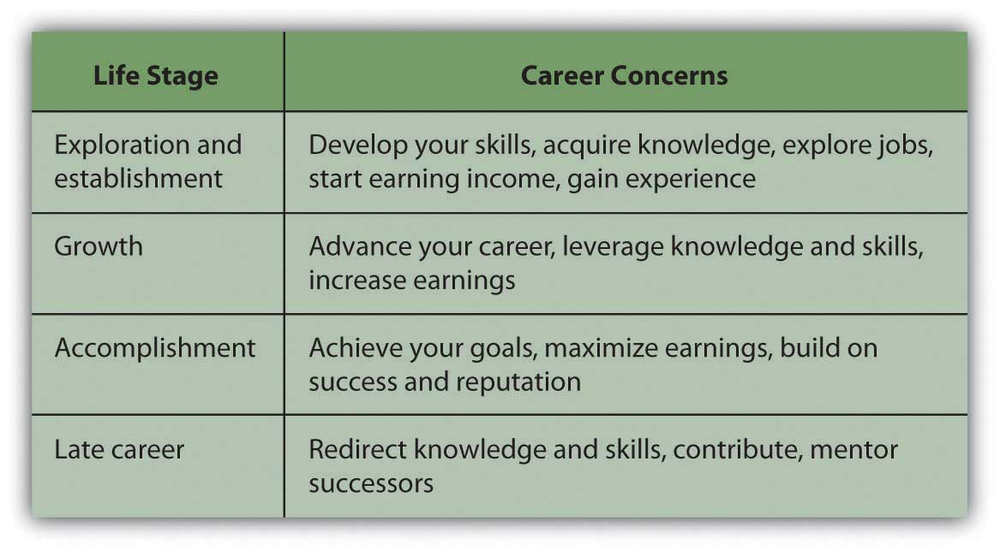 Life Stage
Career Concerns
Exploration and
establishment
Develop your skills, acquire knowledge, explore jobs,
start earning income, gain experience
Growth
Advance your career, leverage knowledge and skills,
increase earnings
Accomplishment
Achieve your goals, maximize earnings, build on
success and reputation
Late career
Redirect knowledge and skills, contribute, mentor
successors